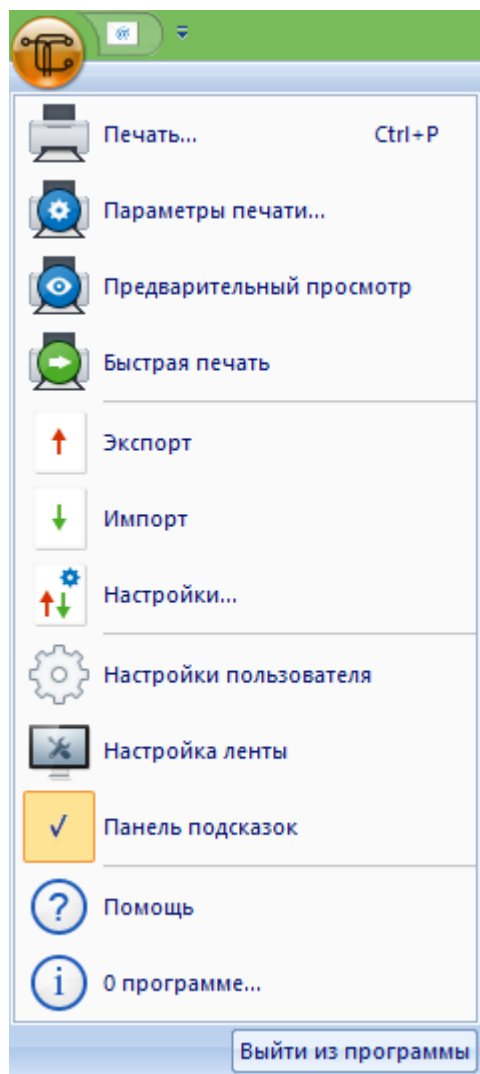 Печать... Ctrl+P
Параметры печати...
Предварительный просмотр
Быстрая печать
Экспорт
Импорт
Настройки...
Настройки пользователя
Настройка ленты
Панель подсказок
Помощь
О программе...
Выйти из программы